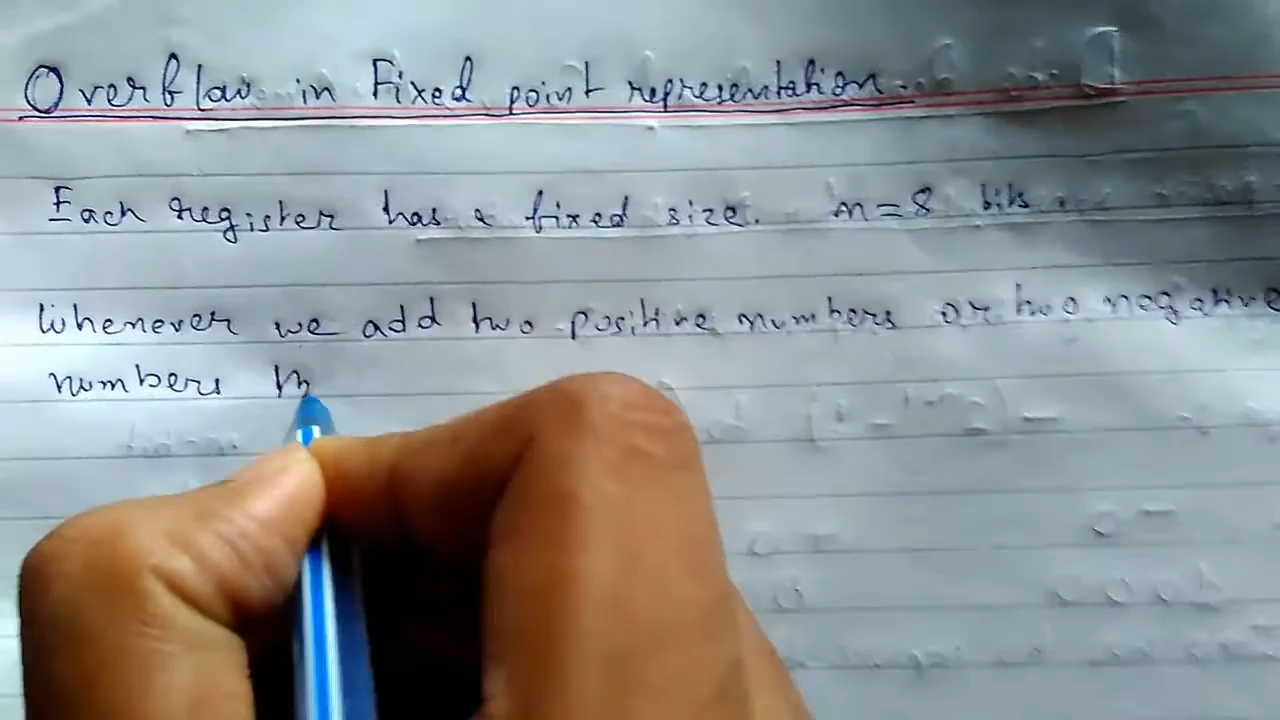 Overflow in Fixed point representation.
Each register has a fixed size. n=8 bits
Whenever we add two positive numbers or two negative
numbers